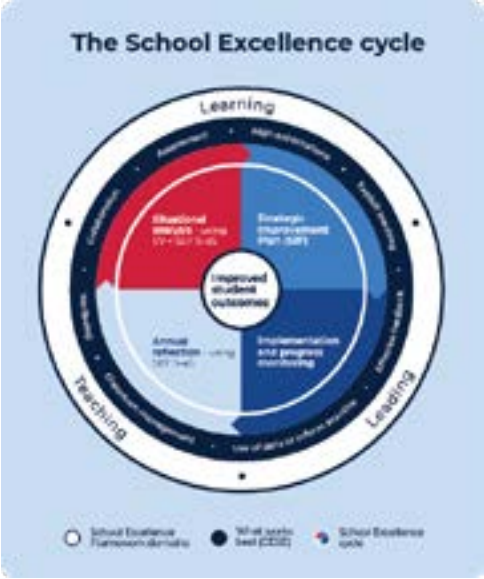 The School Excellence cycle
Learning
Assessment
High expectations
Collaboration
Explicit teaching
Situational
analysis - using
Strategic
Improvement
Plan (SIP)
Improved
student
outcomes
Wellbeing
Effective feedback
Annual
reflection - using
Implementation
and progress
monitoring
Teaching
Classroom management
Use of data to inform practice
Leading
School Excellence
Framework domains
What works
best (CESE)
School Excellence
cycle